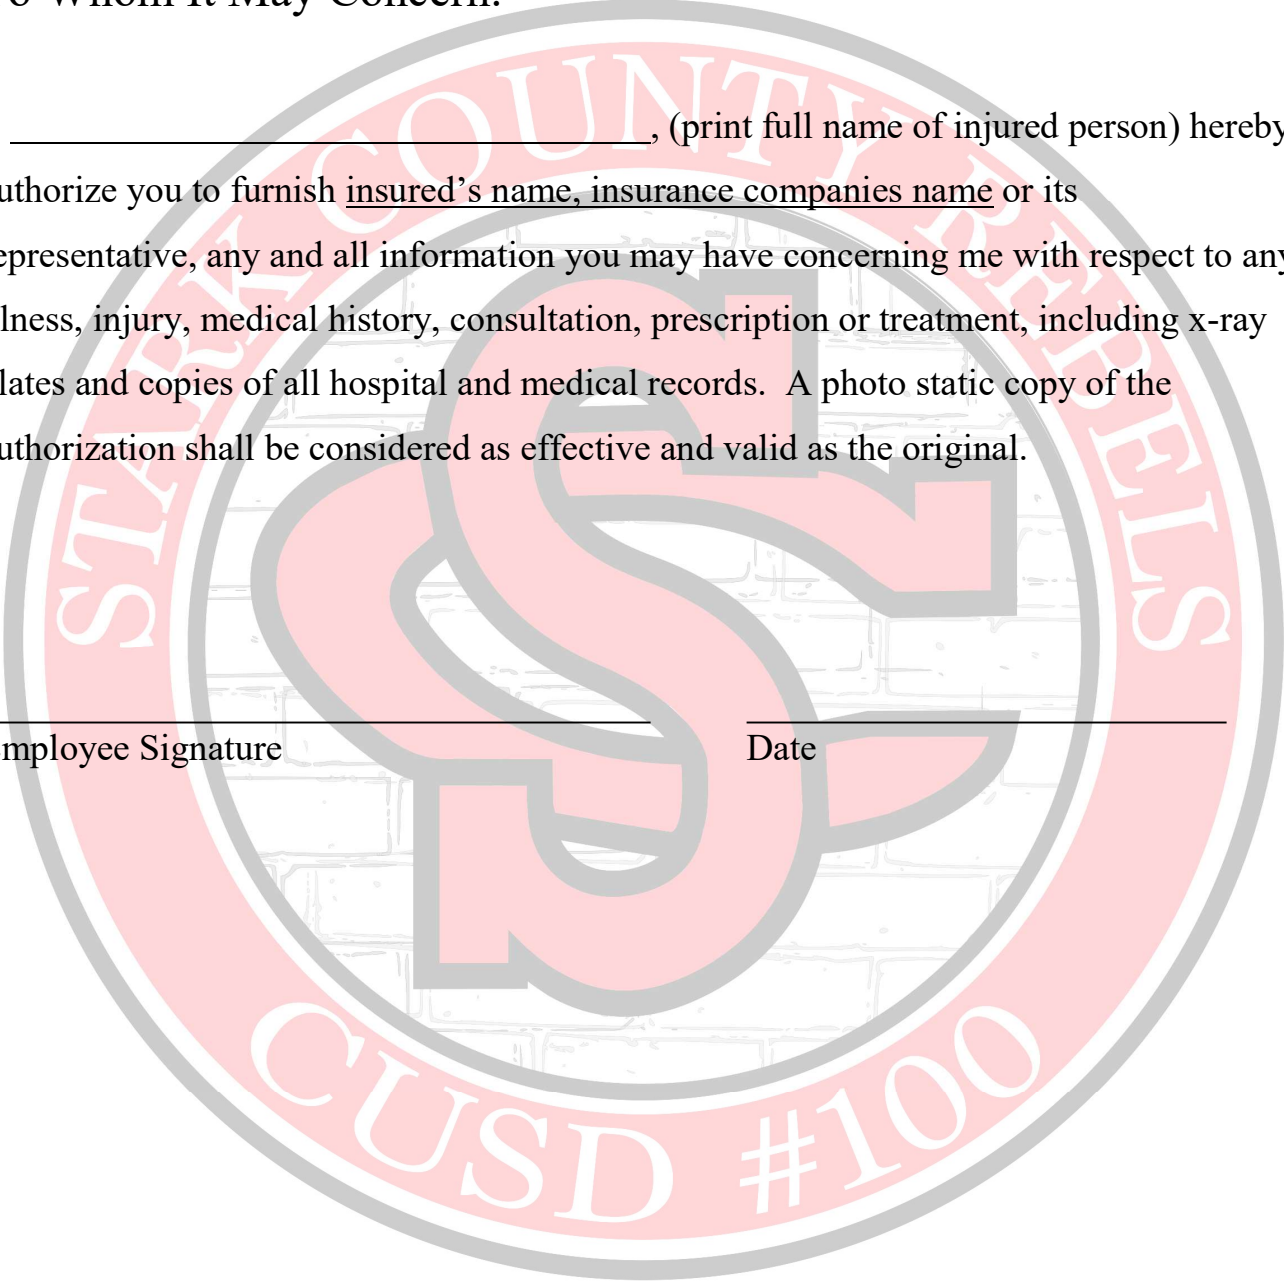 o Whom It May Concern:
, (print full name of injured person) hereby
uthorize you to furnish insured’s name, insurance companies name or its
epresentative, any and all information you may have concerning me with respect to any
lness, injury, medical history, consultation, prescription or treatment, including x-ray
lates and copies of all hospital and medical records.  A photo static copy of the
uthorization shall be considered as effective and valid as the original.
mployee Signature
Date
STARK COUNTY REBELS
SC
CUSD #100